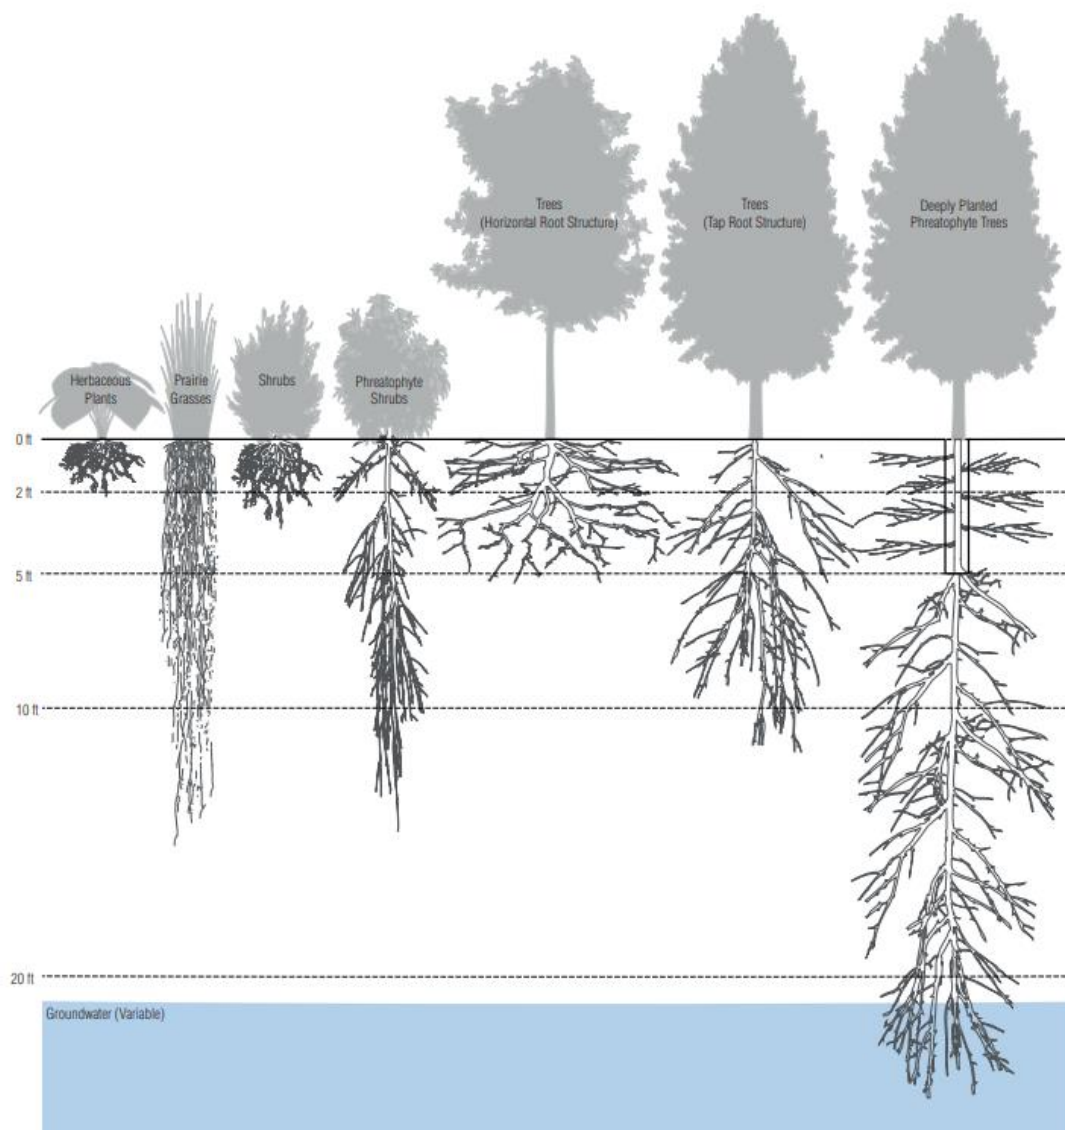 Trees
(Horizontal Root Structure)
Trees
(Tap Root Structure)
Deeply Planted
Phreatophyte Trees
Herbaceous
Plants
Prairie
Grasses
Shrubs
Phreatophyte
Shrubs
0 ft
2 ft
5 ft
10 ft
20 ft
Groundwater (Variable)